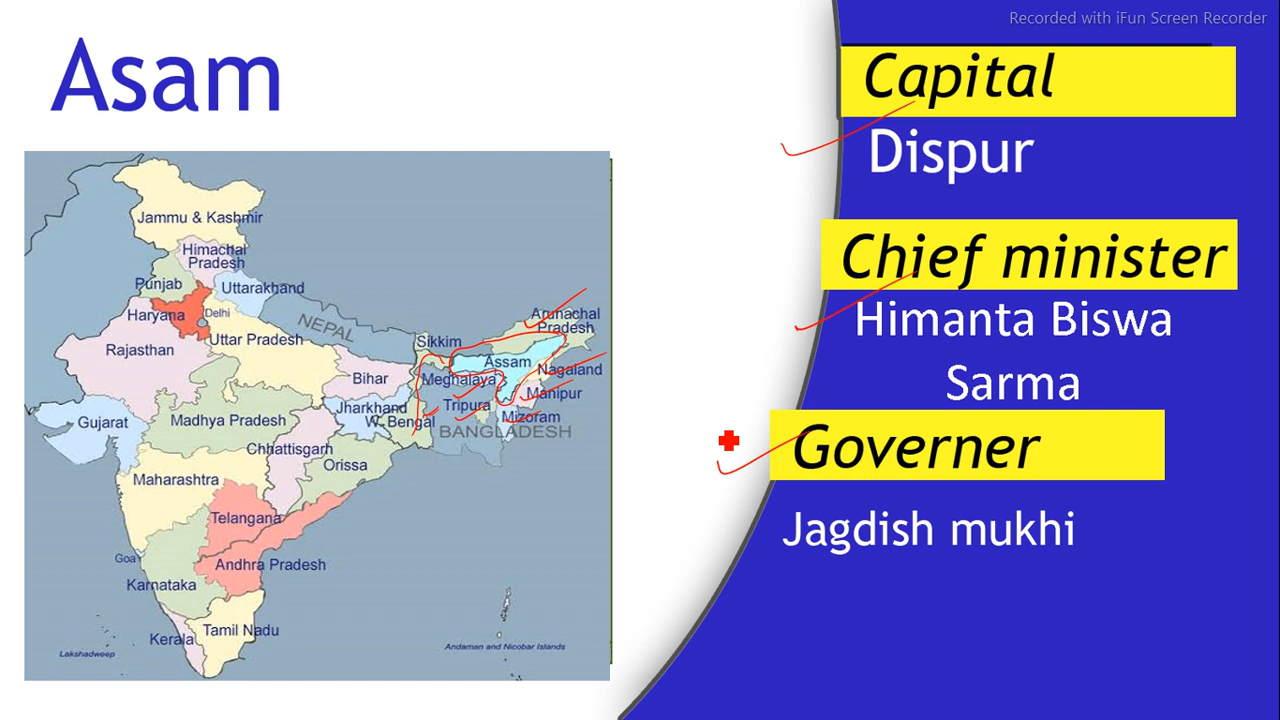 Recorded with iFun Screen Recorder
Asam
Capital
Dispur
Chief minister
Himanta Biswa
Sarma
Governer
Jagdish mukhi
Jammu & Kashmir
Himachal
Pradesh
Punjab
Uttarakhand
Haryana
Delhi
NEPAL
Arunachal
Pradesh
Rajasthan
Uttar Pradesh
Sikkim
Assam
Nagaland
Bihar
Meghalaya
Manipur
Gujarat
Madhya Pradesh
Jharkhand
W. Bengal
Tripura
Mizoram
BANGLADESH
Chhattisgarh
Orissa
Maharashtra
Telangana
Goa
Andhra Pradesh
Karnataka
Kerala
Tamil Nadu
Lakshadweep
Andaman and Nicobar Islands